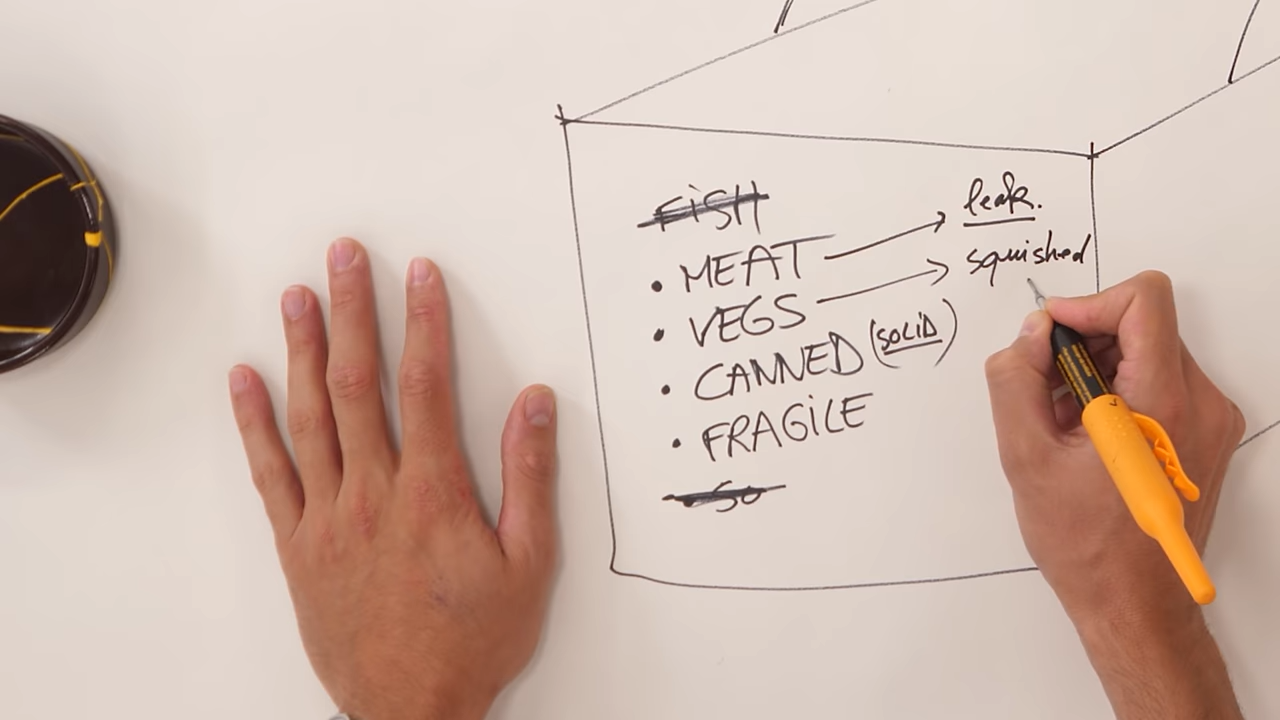 FiSH
• MEAT → leak.
• VEGS → squished
• CANNED (SOLiD)
• FRAGiLE
• So